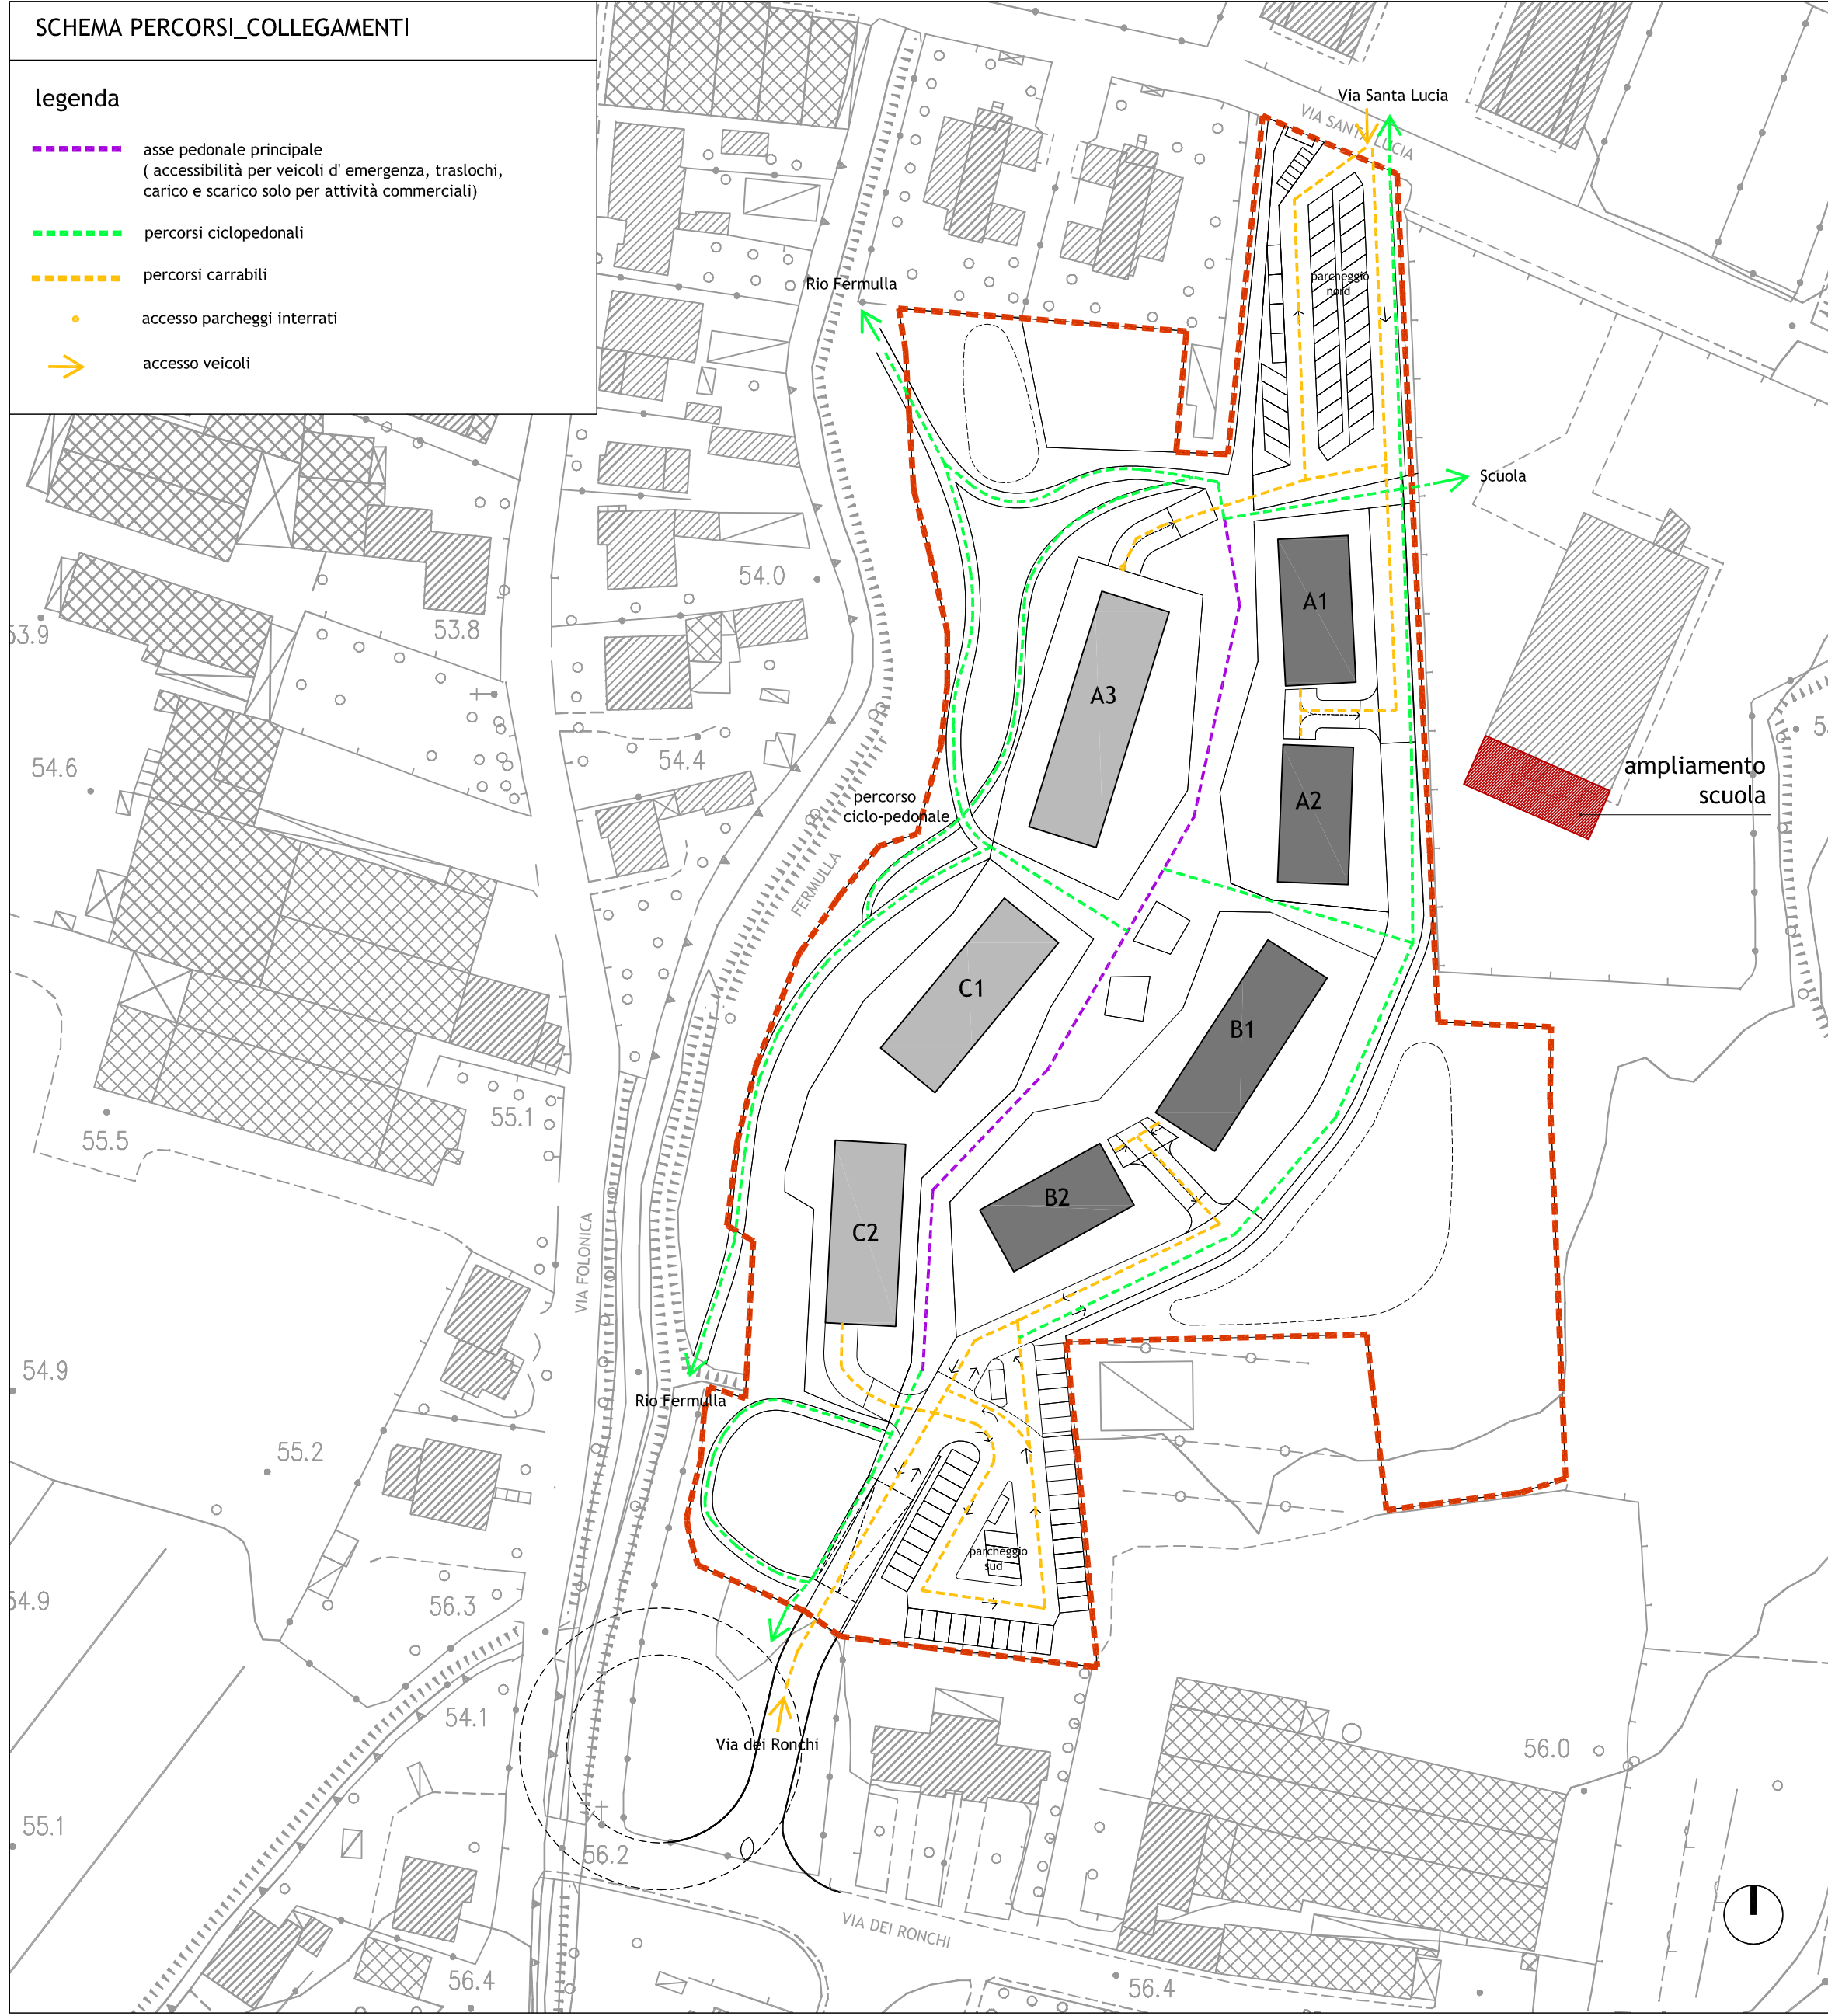 SCHEMA PERCORSI_COLLEGAMENTI
legenda
asse pedonale principale
( accessibilità per veicoli d' emergenza, traslochi,
carico e scarico solo per attività commerciali)
percorsi ciclopedonali
percorsi carrabili
accesso parcheggi interrati
accesso veicoli
Via Santa Lucia
VIA SANTA LUCIA
Rio Fermulla
parcheggio
nord
Scuola
A1
54.0
53.8
53.9
A3
54.4
54.6
ampliamento
scuola
A2
percorso
ciclo-pedonale
FERMULLA
C1
B1
55.1
55.5
B2
C2
VIA FOLONICA
54.9
Rio Fermulla
55.2
parcheggio
sud
54.9
56.3
54.1
Via dei Ronchi
56.0
55.1
56.2
VIA DEI RONCHI
56.4
56.4